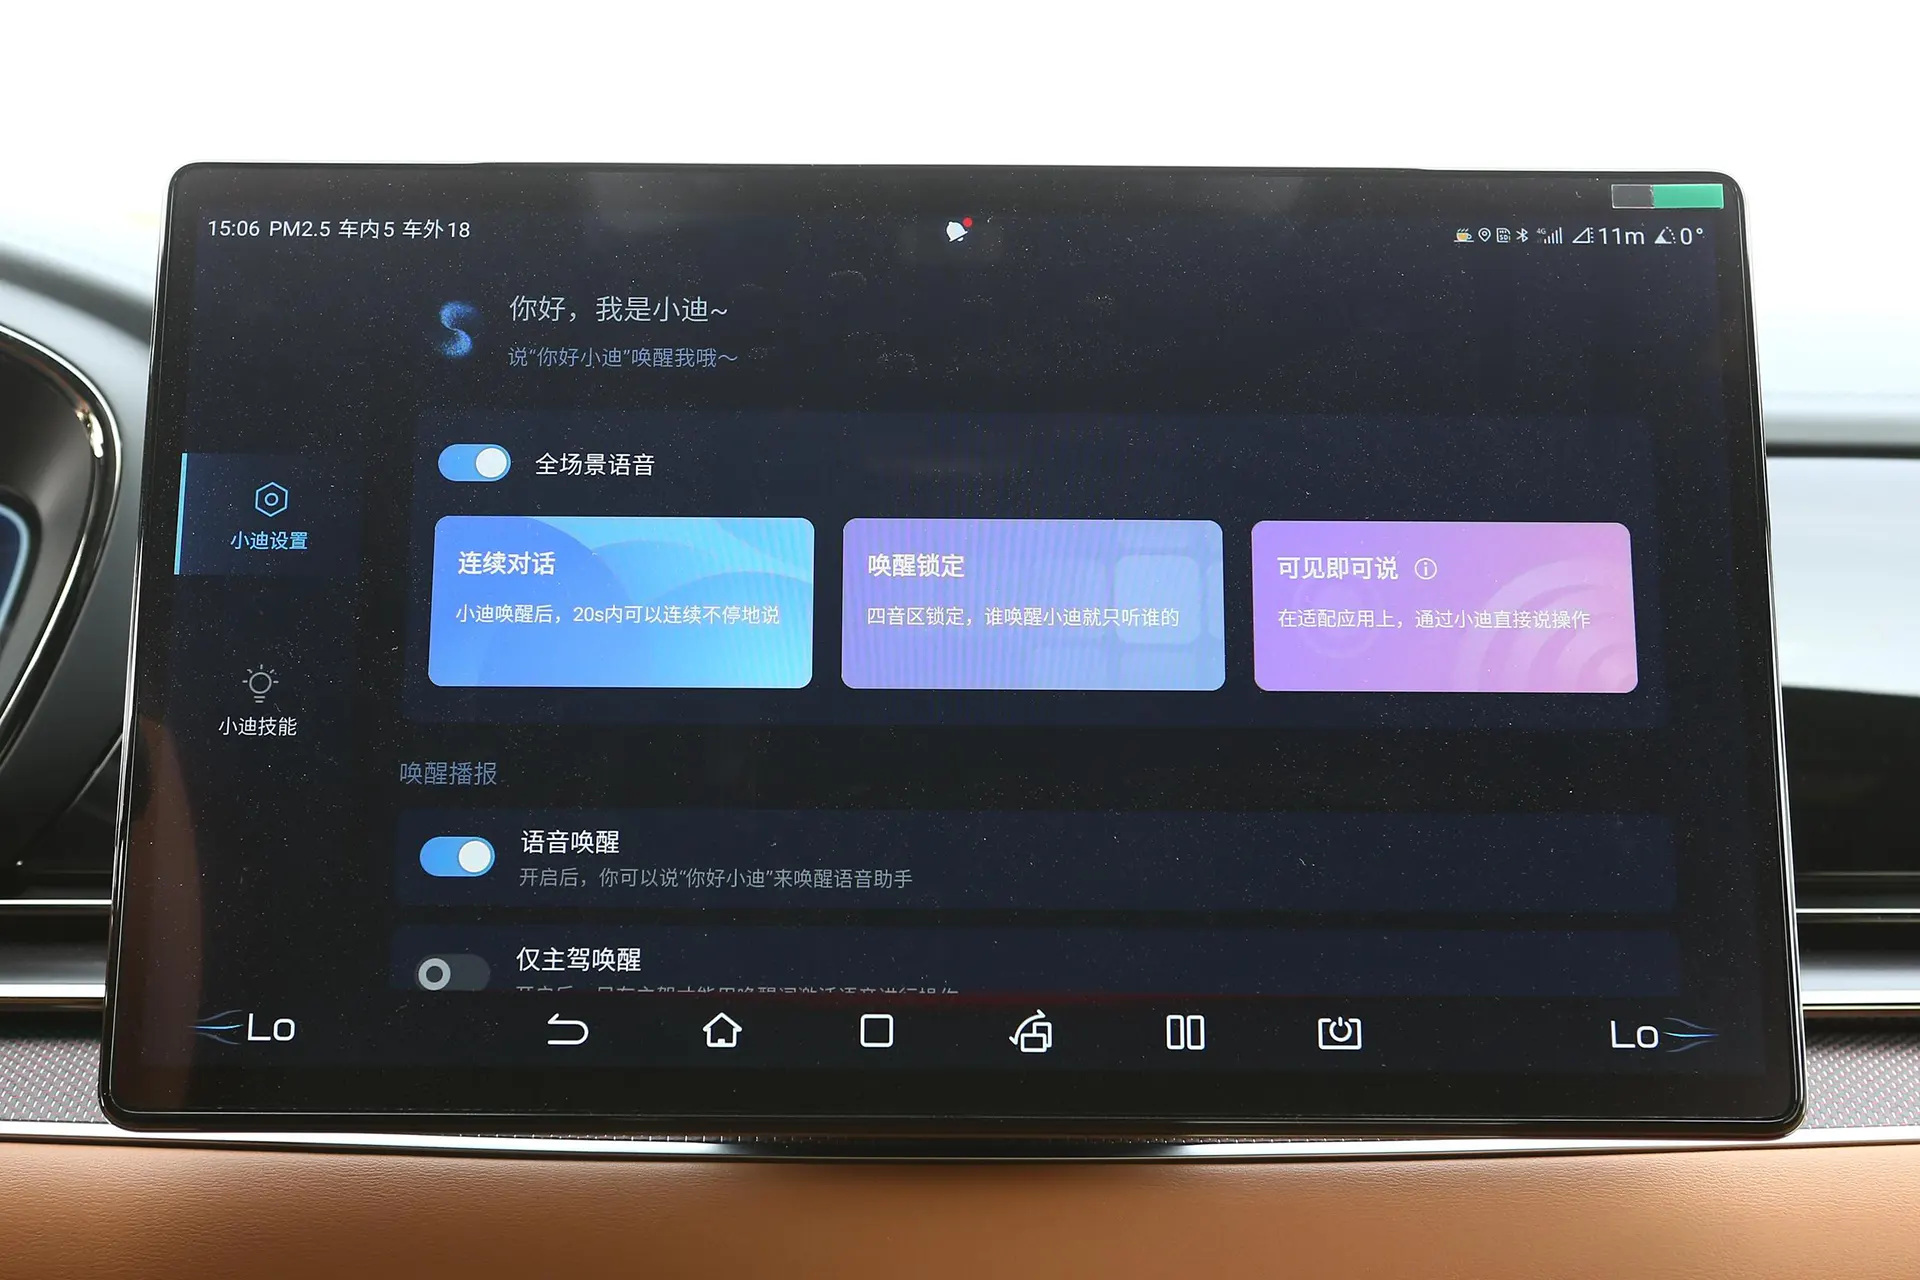 15:06 PM2.5 车内5 车外18
4G
11m
0°
你好，我是小迪~
说“你好小迪”唤醒我哦～
全场景语音
小迪设置
连续对话
小迪唤醒后，20s内可以连续不停地说
唤醒锁定
四音区锁定，谁唤醒小迪就只听谁的
可见即可说
在适配应用上，通过小迪直接说操作
小迪技能
唤醒播报
语音唤醒
开启后，你可以说“你好小迪”来唤醒语音助手
仅主驾唤醒
Lo
Lo